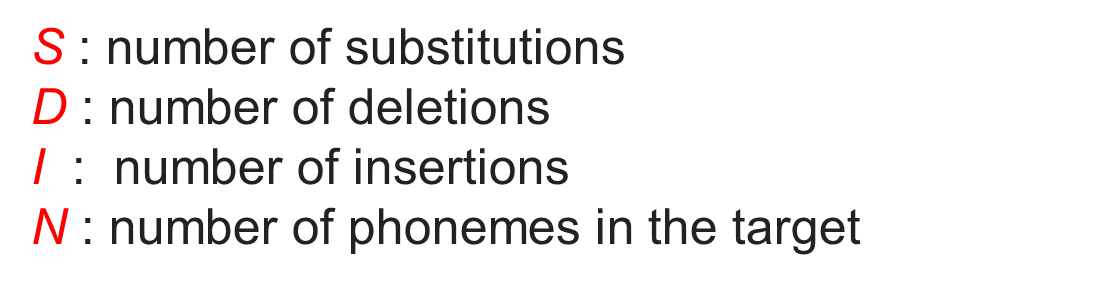 S : number of substitutions
D : number of deletions
I : number of insertions
N : number of phonemes in the target